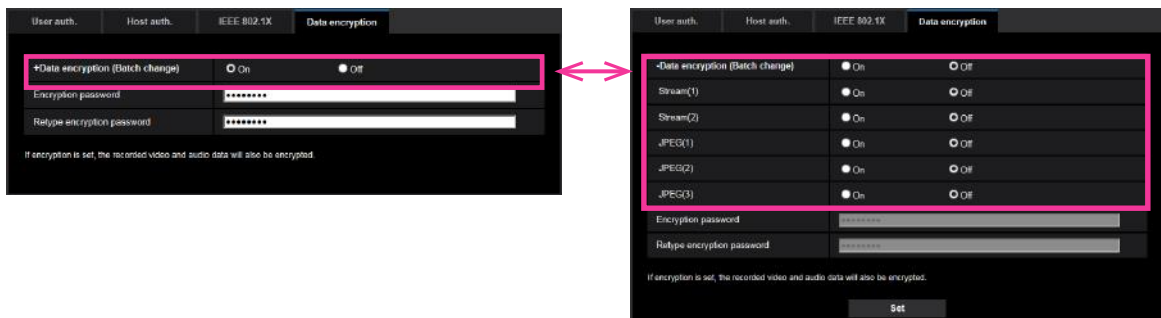 User auth. Host auth. IEEE 802.1X Data encryption
+Data encryption (Batch change) On Off
Encryption password ••••••••
Retype encryption password ••••••••
If encryption is set, the recorded video and audio data will also be encrypted.
User auth. Host auth. IEEE 802.1X Data encryption
-Data encryption (Batch change) On Off
Stream(1) On Off
Stream(2) On Off
JPEG(1) On Off
JPEG(2) On Off
JPEG(3) On Off
Encryption password ••••••••
Retype encryption password ••••••••
If encryption is set, the recorded video and audio data will also be encrypted.
Set